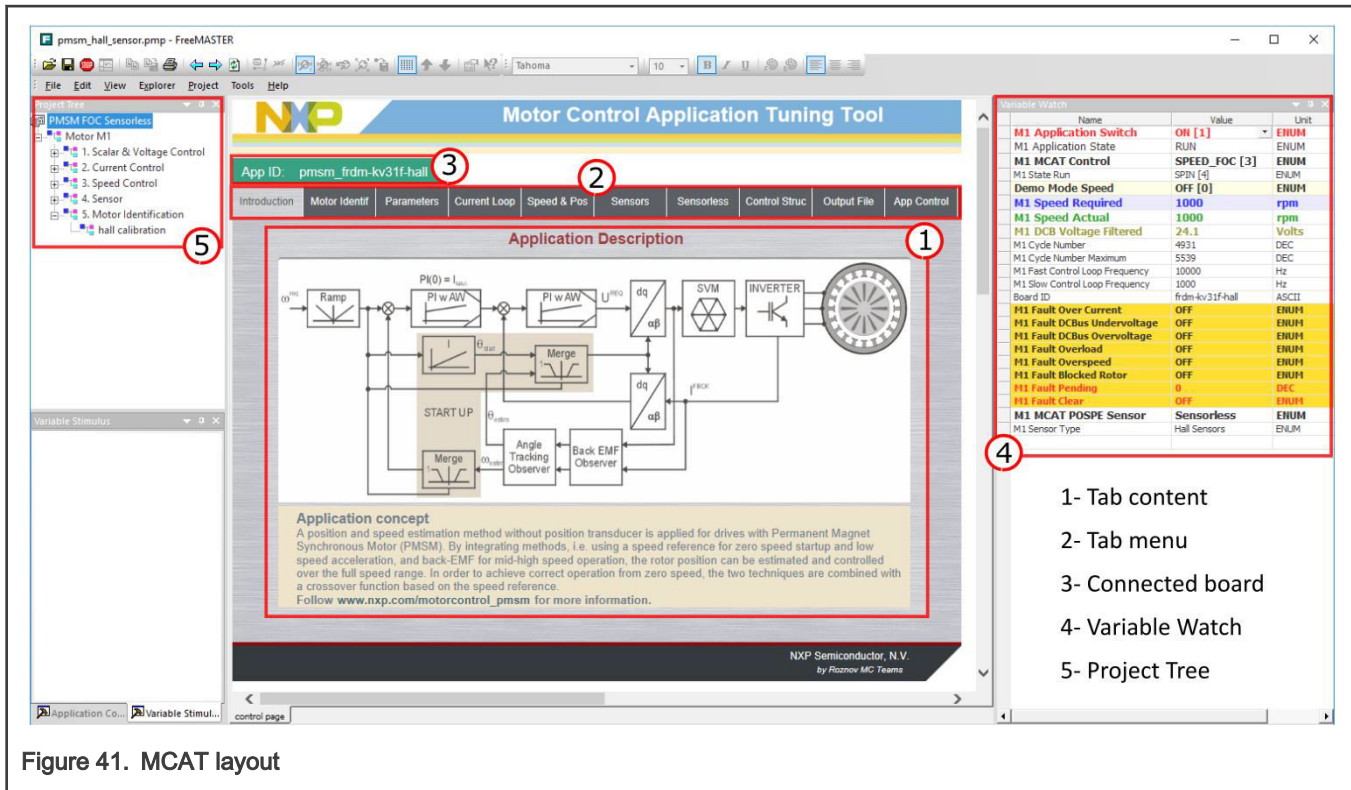 pmsm_hall_sensor.pmp - FreeMASTER
Tahoma
10
B I U
File Edit View Explorer Project Tools Help
Project Tree
PMSM FOC Sensorless
Motor M1
1. Scalar & Voltage Control
2. Current Control
3. Speed Control
4. Sensor
5. Motor Identification
hall calibration
5
Variable Stimulus
Application Co...
Variable Stimul...
NXP
Motor Control Application Tuning Tool
App ID: pmsm_frdm-kv31f-hall
3
2
Introduction
Motor Identif
Parameters
Current Loop
Speed & Pos
Sensors
Sensorless
Control Struc
Output File
App Control
Application Description
1
PI(0) = I
Ramp
PI w AW
PI w AW
U REQ
dq
αβ
SVM
INVERTER
I
θstart
Merge
1
dq
αβ
I FBCK
START UP
θestim
Merge
1
ωestim
Angle
Tracking
Observer
Back EMF
Observer
Application concept
A position and speed estimation method without position transducer is applied for drives with Permanent Magnet
Synchronous Motor (PMSM). By integrating methods, i.e. using a speed reference for zero speed startup and low
speed acceleration, and back-EMF for mid-high speed operation, the rotor position can be estimated and controlled
over the full speed range. In order to achieve correct operation from zero speed, the two techniques are combined with
a crossover function based on the speed reference.
Follow www.nxp.com/motorcontrol_pmsm for more information.
NXP Semiconductor, N.V.
by Roznov MC Teams
control page
Variable Watch
Name Value Unit
M1 Application Switch ON [1] ENUM
M1 Application State RUN ENUM
M1 MCAT Control SPEED_FOC [3] ENUM
M1 State Run SPIN [4] ENUM
Demo Mode Speed OFF [0] ENUM
M1 Speed Required 1000 rpm
M1 Speed Actual 1000 rpm
M1 DCB Voltage Filtered 24.1 Volts
M1 Cycle Number 4931 DEC
M1 Cycle Number Maximum 5539 DEC
M1 Fast Control Loop Frequency 10000 Hz
M1 Slow Control Loop Frequency 1000 Hz
Board ID frdm-kv31f-hall ASCII
M1 Fault Over Current OFF ENUM
M1 Fault DCBus Undervoltage OFF ENUM
M1 Fault DCBus Overvoltage OFF ENUM
M1 Fault Overload OFF ENUM
M1 Fault Overspeed OFF ENUM
M1 Fault Blocked Rotor OFF ENUM
M1 Fault Pending 0 DEC
M1 Fault Clear OFF ENUM
M1 MCAT POSPE Sensor Sensorless ENUM
M1 Sensor Type Hall Sensors ENUM
4
1- Tab content
2- Tab menu
3- Connected board
4- Variable Watch
5- Project Tree
Figure 41. MCAT layout